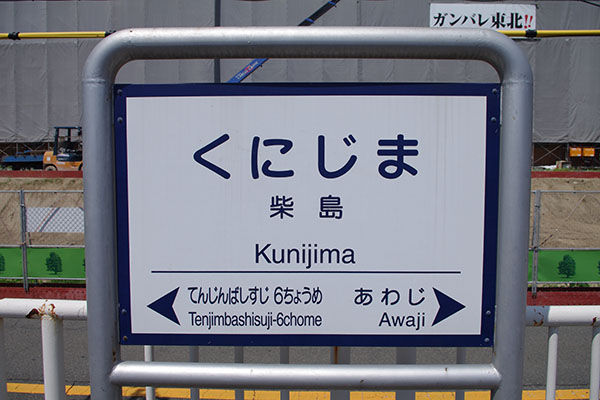 ガンバレ東北!!
くにじま
柴島
Kunijima
てんじんばしすじ6ちょうめ
Tenjimbashisuji-6chome
あわじ
Awaji